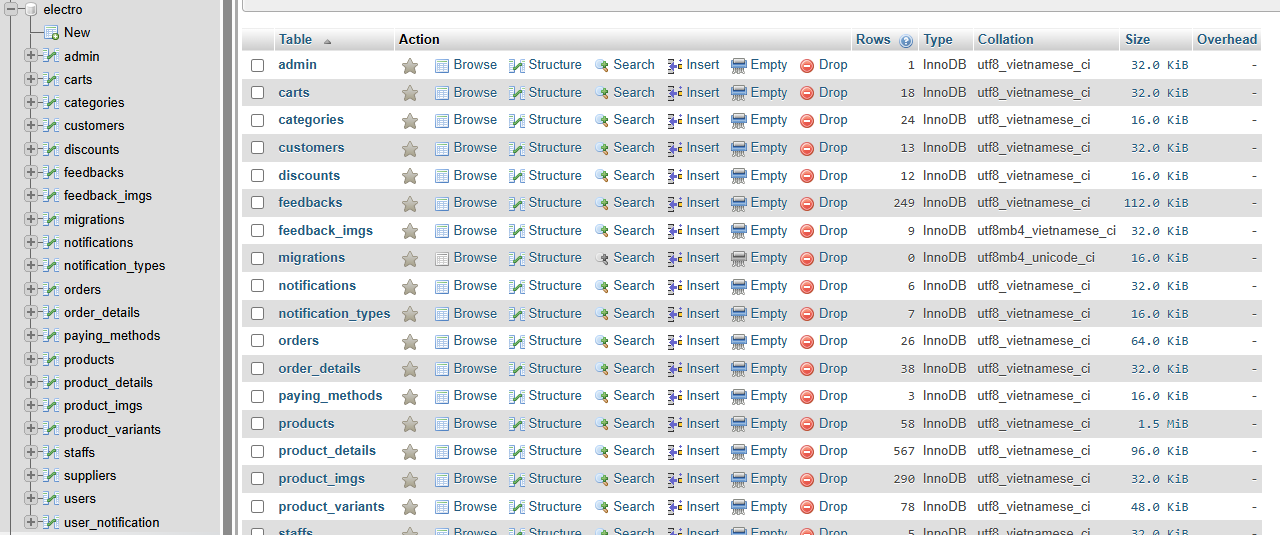 electro
New
admin
carts
categories
customers
discounts
feedbacks
feedback_imgs
migrations
notifications
notification_types
orders
order_details
paying_methods
products
product_details
product_imgs
product_variants
staffs
suppliers
users
user_notification
Table Action Rows Type Collation Size Overhead
admin Browse Structure Search Insert Empty Drop 1 InnoDB utf8_vietnamese_ci 32.0 KiB -
carts Browse Structure Search Insert Empty Drop 18 InnoDB utf8_vietnamese_ci 32.0 KiB -
categories Browse Structure Search Insert Empty Drop 24 InnoDB utf8_vietnamese_ci 16.0 KiB -
customers Browse Structure Search Insert Empty Drop 13 InnoDB utf8_vietnamese_ci 32.0 KiB -
discounts Browse Structure Search Insert Empty Drop 12 InnoDB utf8_vietnamese_ci 16.0 KiB -
feedbacks Browse Structure Search Insert Empty Drop 249 InnoDB utf8_vietnamese_ci 112.0 KiB -
feedback_imgs Browse Structure Search Insert Empty Drop 9 InnoDB utf8mb4_vietnamese_ci 32.0 KiB -
migrations Browse Structure Search Insert Empty Drop 0 InnoDB utf8mb4_unicode_ci 16.0 KiB -
notifications Browse Structure Search Insert Empty Drop 6 InnoDB utf8_vietnamese_ci 32.0 KiB -
notification_types Browse Structure Search Insert Empty Drop 7 InnoDB utf8_vietnamese_ci 16.0 KiB -
orders Browse Structure Search Insert Empty Drop 26 InnoDB utf8_vietnamese_ci 64.0 KiB -
order_details Browse Structure Search Insert Empty Drop 38 InnoDB utf8_vietnamese_ci 32.0 KiB -
paying_methods Browse Structure Search Insert Empty Drop 3 InnoDB utf8_vietnamese_ci 16.0 KiB -
products Browse Structure Search Insert Empty Drop 58 InnoDB utf8_vietnamese_ci 1.5 MiB -
product_details Browse Structure Search Insert Empty Drop 567 InnoDB utf8_vietnamese_ci 96.0 KiB -
product_imgs Browse Structure Search Insert Empty Drop 290 InnoDB utf8_vietnamese_ci 32.0 KiB -
product_variants Browse Structure Search Insert Empty Drop 78 InnoDB utf8_vietnamese_ci 48.0 KiB -
staffs Browse Structure Search Insert Empty Drop 5 InnoDB utf8_vietnamese_ci 32.0 KiB -